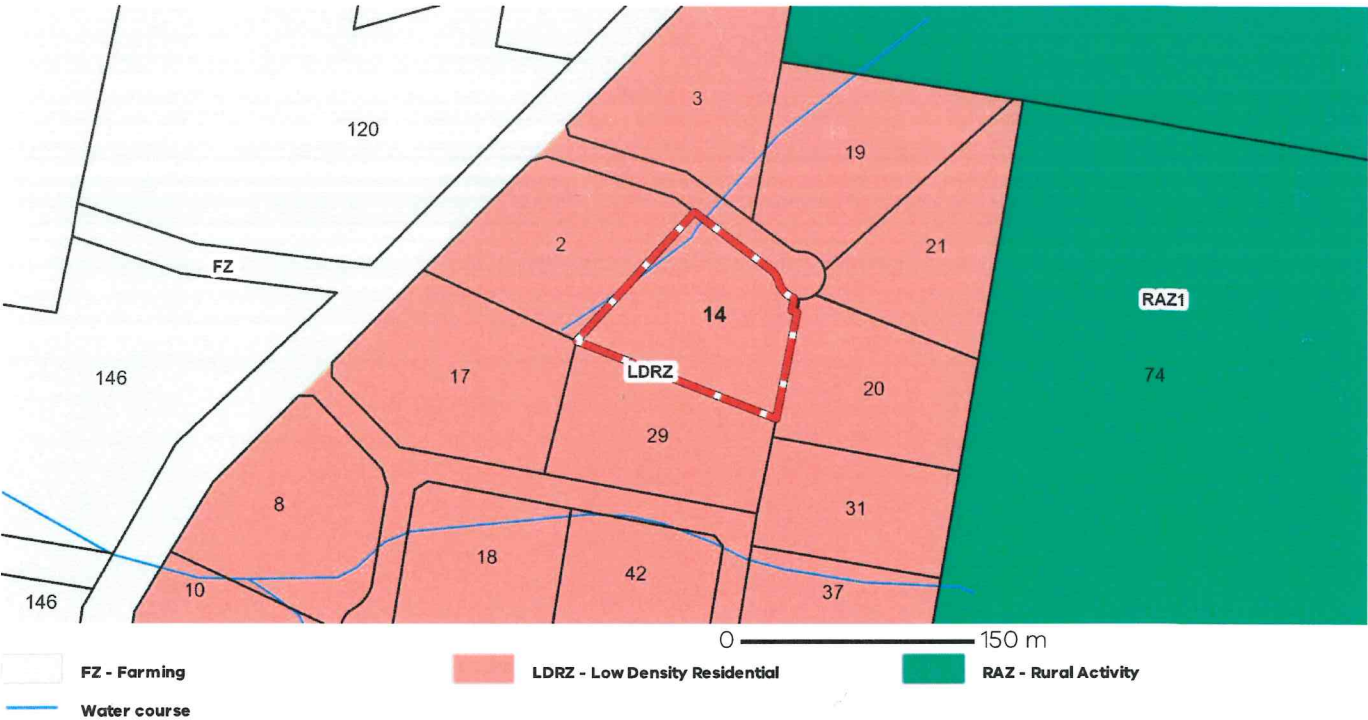 3
120
19
2
21
FZ
14
RAZ1
146
17
LDRZ
74
20
29
8
31
18
42
10
37
146
0 150 m
FZ - Farming
LDRZ - Low Density Residential
RAZ - Rural Activity
Water course